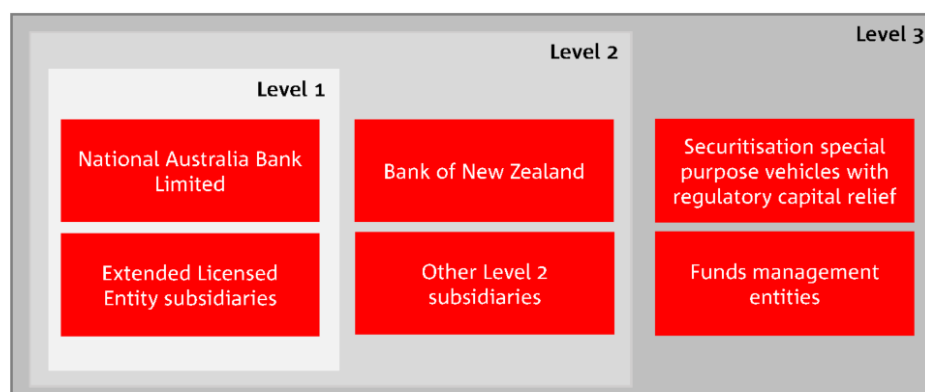 Level 3
Level 2
Level 1
National Australia Bank
Limited
Bank of New Zealand
Securitisation special
purpose vehicles with
regulatory capital relief
Extended Licensed
Entity subsidiaries
Other Level 2
subsidiaries
Funds management
entities